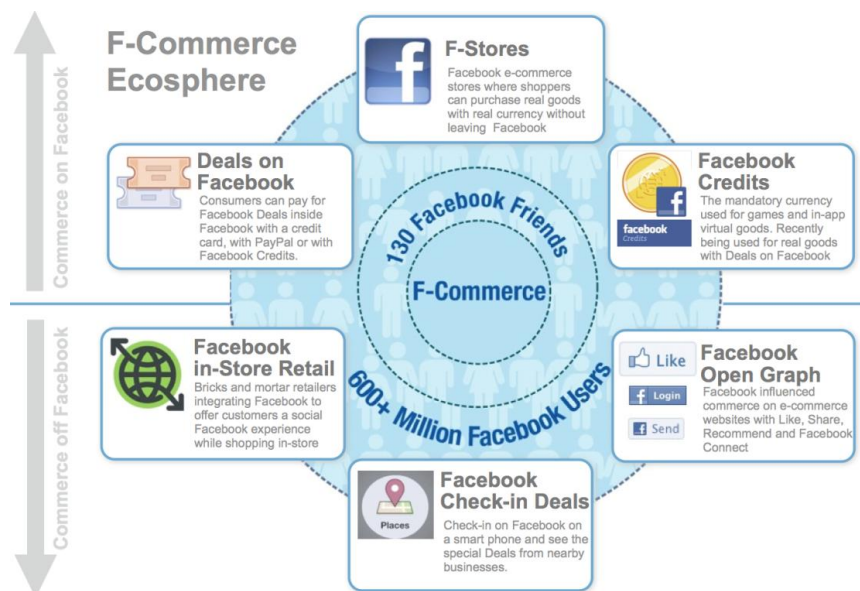 F-Commerce
Ecosphere
Commerce on Facebook
F-Stores
Facebook e-commerce
stores where shoppers
can purchase real goods
with real currency without
leaving Facebook
Deals on
Facebook
Consumers can pay for
Facebook Deals inside
Facebook with a credit
card, with PayPal or with
Facebook Credits.
facebook
Credits
Facebook
Credits
The mandatory currency
used for games and in-app
virtual goods. Recently
being used for real goods
with Deals on Facebook
130 Facebook Friends
F-Commerce
600+ Million Facebook Users
Commerce off Facebook
Facebook
in-Store Retail
Bricks and mortar retailers
integrating Facebook to
offer customers a social
Facebook experience
while shopping in-store
Like
Login
Send
Facebook
Open Graph
Facebook influenced
commerce on e-commerce
websites with Like, Share,
Recommend and Facebook
Connect
Places
Facebook
Check-in Deals
Check-in on Facebook on
a smart phone and see the
special Deals from nearby
businesses.